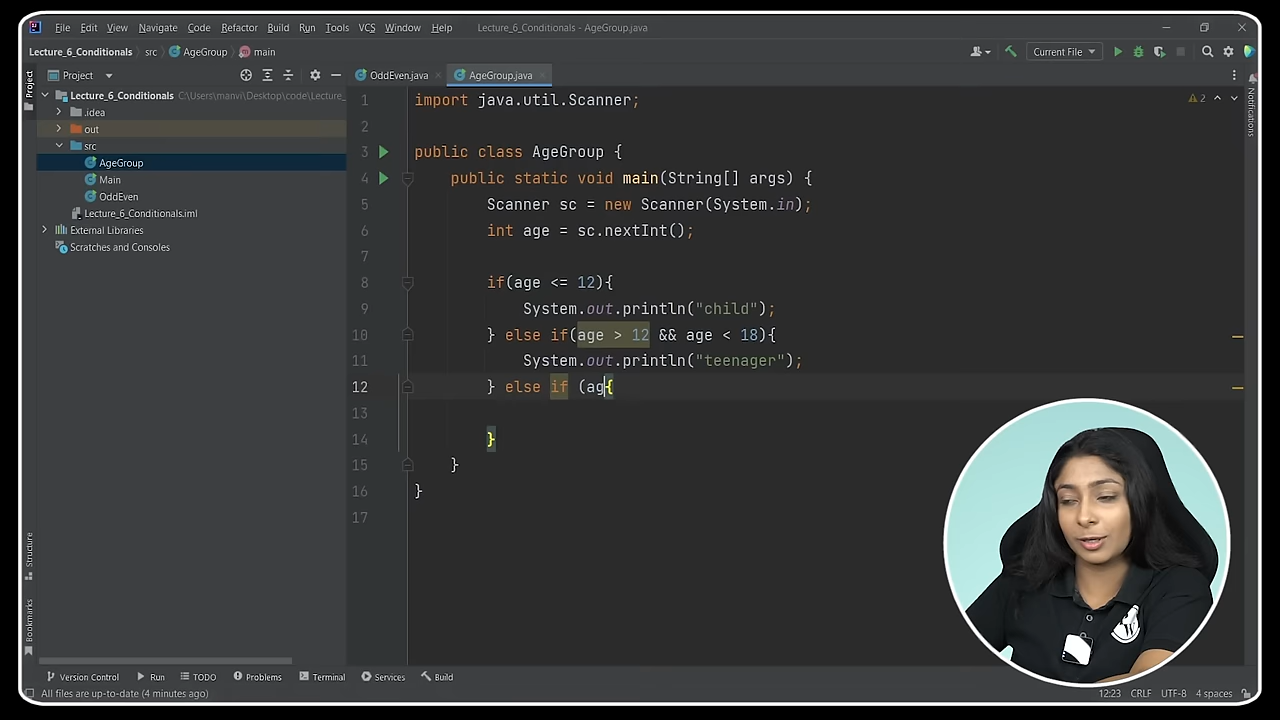 File Edit View Navigate Code Refactor Build Run Tools VCS Window Help Lecture_6_Conditionals - AgeGroup.java
Lecture_6_Conditionals src AgeGroup main Current File
Project OddEven.java AgeGroup.java
Project
Notifications
Lecture_6_Conditionals C:\Users\manvi\Desktop\code\Lecture_
.idea
out
src
AgeGroup
Main
OddEven
Lecture_6_Conditionals.iml
External Libraries
Scratches and Consoles
2
1 import java.util.Scanner;
2
3 public class AgeGroup {
4 public static void main(String[] args) {
5 Scanner sc = new Scanner(System.in);
6 int age = sc.nextInt();
7
8 if(age <= 12){
9 System.out.println("child");
10 } else if(age > 12 && age < 18){
11 System.out.println("teenager");
12 } else if (ag{
13
14 }
15 }
16 }
17
Structure
Bookmarks
Version Control Run TODO Problems Terminal Services Build
All files are up-to-date (4 minutes ago) 12:23 CRLF UTF-8 4 spaces